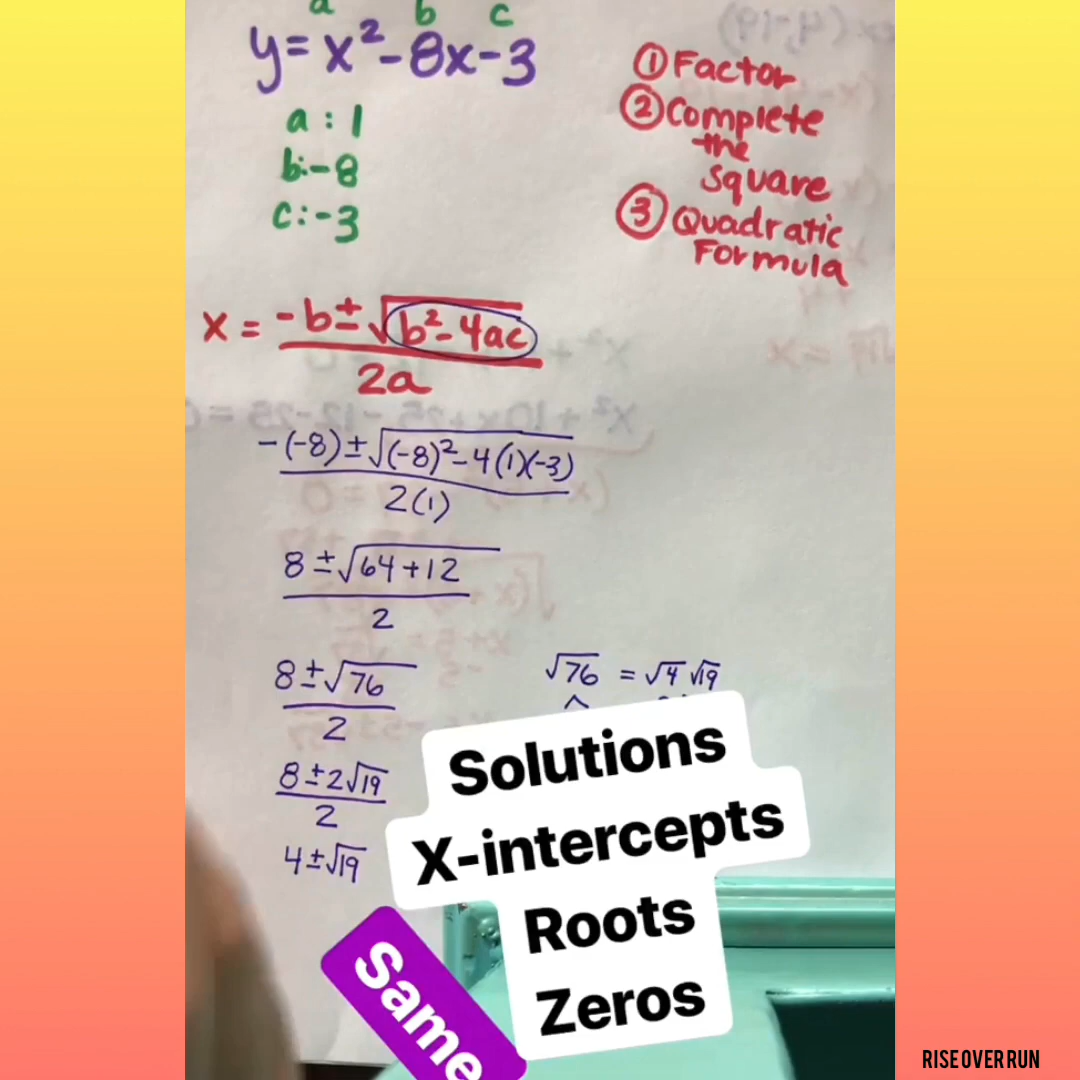 a b c
y = x² - 8x - 3
a : 1
b: - 8
c : - 3
① Factor
② Complete
the
square
③ Quadratic
Formula
x = -b ± √b² - 4ac
2a
-(-8) ± √(-8)² - 4(1)(-3)
2(1)
8 ± √64 + 12
2
8 ± √76
2
√76 = √4 √19
8 ± 2√19
2
4 ± √19
Solutions
X-intercepts
Roots
Zeros
Same
RISE OVER RUN